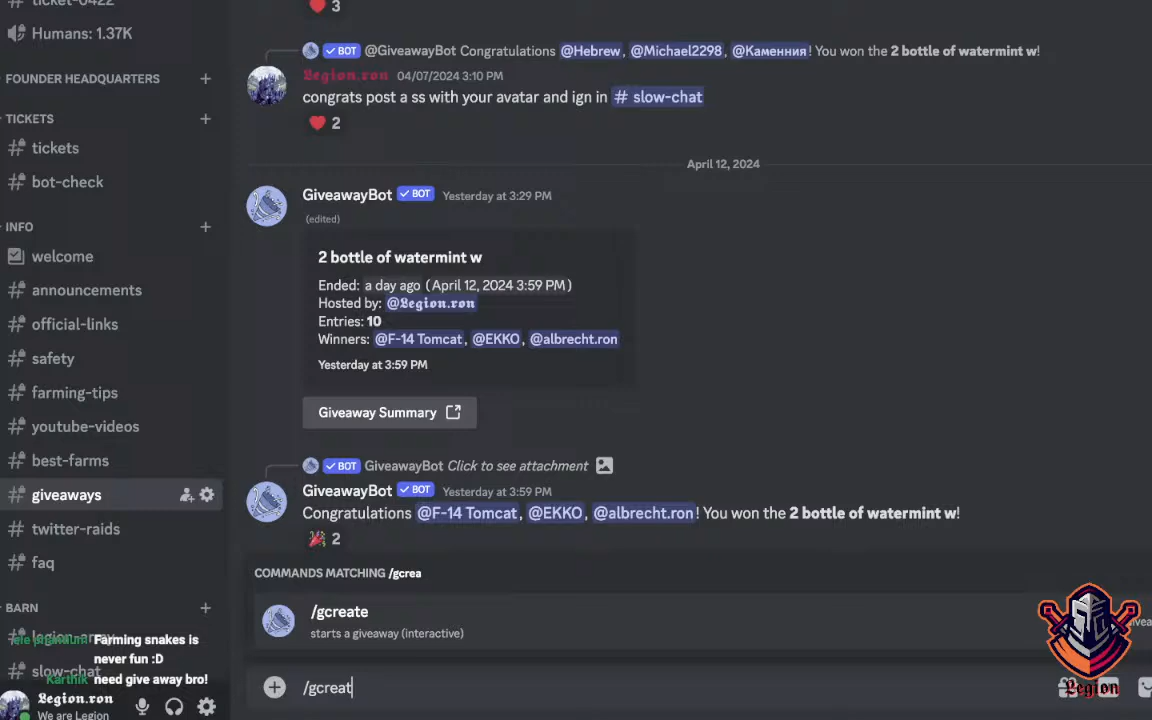 ticket-0422
Humans: 1.37K
FOUNDER HEADQUARTERS
TICKETS
tickets
bot-check
INFO
welcome
announcements
official-links
safety
farming-tips
youtube-videos
best-farms
giveaways
twitter-raids
faq
BARN
slow-chat
Farming snakes is
never fun :D
Karthik need give away bro!
Legion.ron
We are Legion
3
BOT @GiveawayBot Congratulations @Hebrew, @Michael2298, @Каменния! You won the 2 bottle of watermint w!
Legion.ron 04/07/2024 3:10 PM
congrats post a ss with your avatar and ign in # slow-chat
2
April 12, 2024
GiveawayBot BOT Yesterday at 3:29 PM
(edited)
2 bottle of watermint w
Ended: a day ago (April 12, 2024 3:59 PM)
Hosted by: @Legion.ron
Entries: 10
Winners: @F-14 Tomcat, @EKKO, @albrecht.ron
Yesterday at 3:59 PM
Giveaway Summary
BOT GiveawayBot Click to see attachment
GiveawayBot BOT Yesterday at 3:59 PM
Congratulations @F-14 Tomcat, @EKKO, @albrecht.ron! You won the 2 bottle of watermint w!
2
COMMANDS MATCHING /gcrea
/gcreate
starts a giveaway (interactive)
/gcreat
Legion